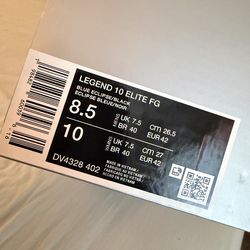 LEGEND 10 ELITE FG
BLUE ECLIPSE/BLACK
ECLIPSE BLEUE/NOIR
8.5 UK 7.5 cm 26.5
BR 40 EUR 42
10 UK 7.5 cm 27
BR 40 EUR 42
DV4328 402